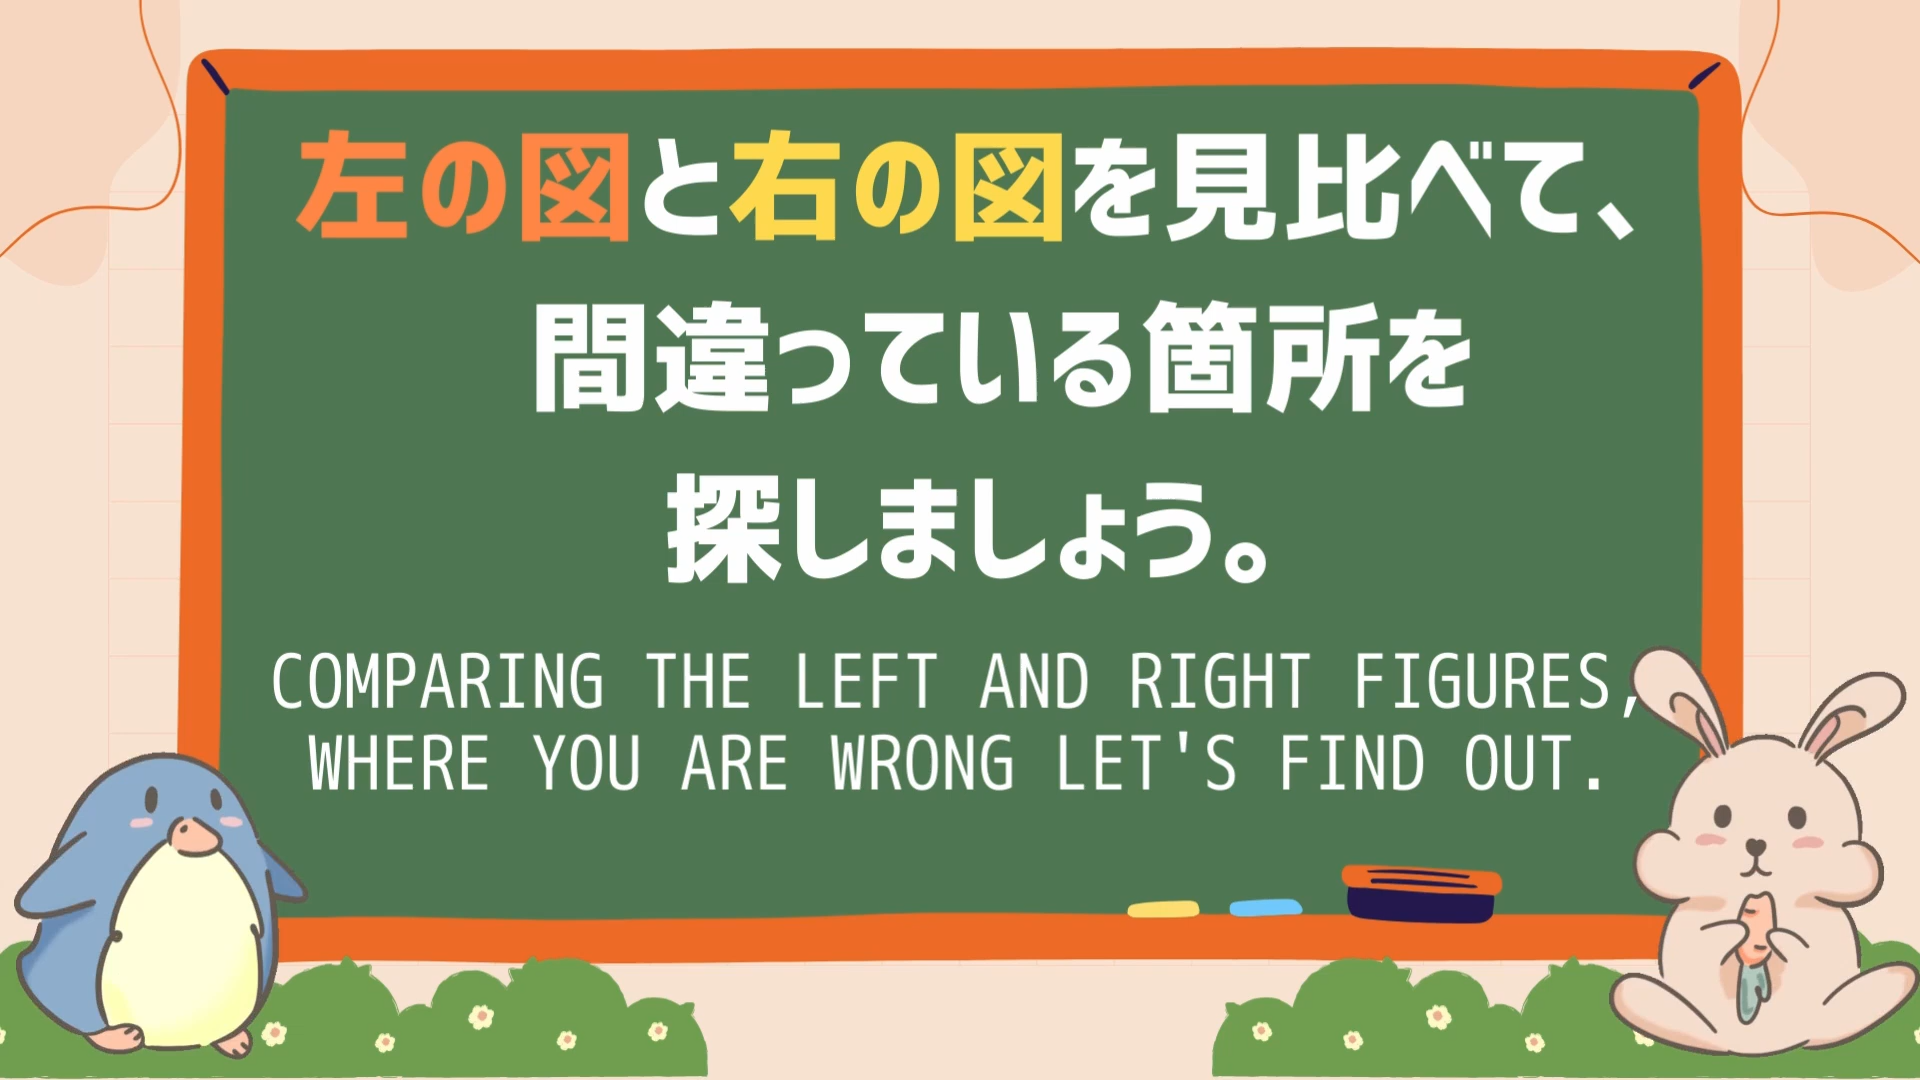 左の図と右の図を見比べて、
間違っている箇所を
探しましょう。
COMPARING THE LEFT AND RIGHT FIGURES,
WHERE YOU ARE WRONG LET'S FIND OUT.